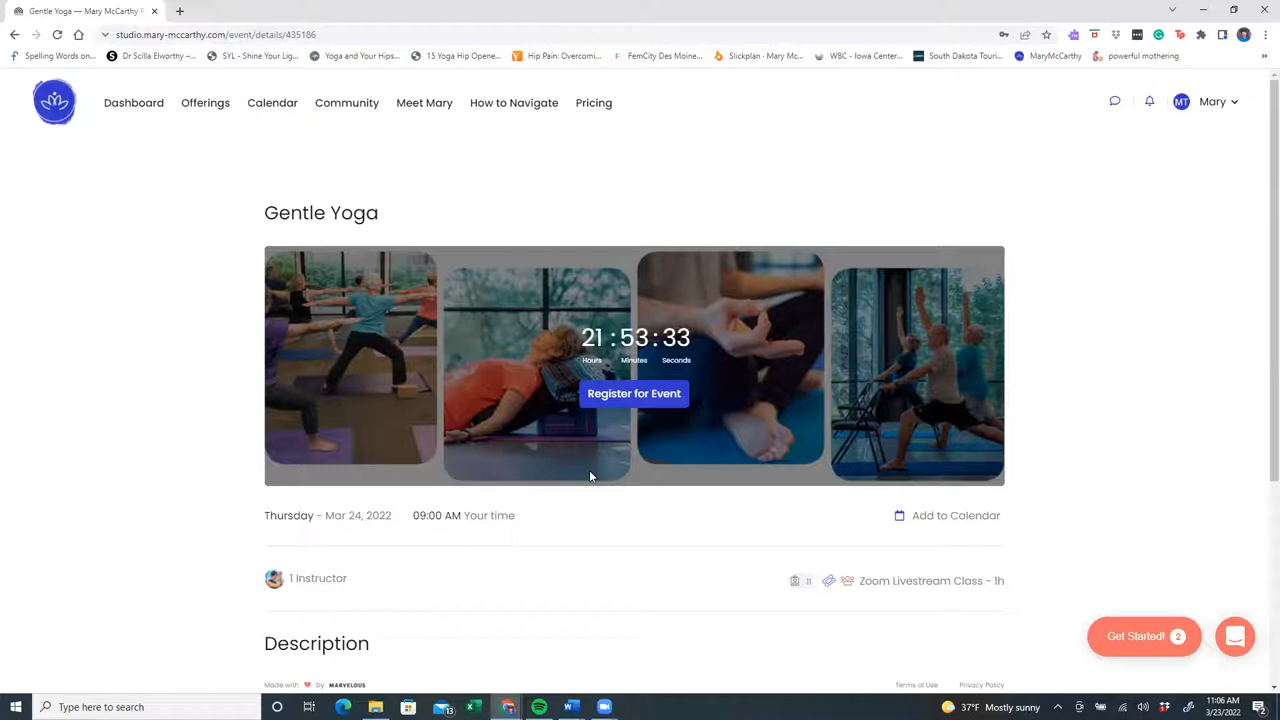 Gentle Yoga — Mary McCarthy
studio.mary-mccarthy.com/event/details/435186
Spelling Words on...
Dr Scilla Elworthy –...
SYL - Shine Your Lig...
Yoga and Your Hips...
15 Yoga Hip Opene...
Hip Pain: Overcomi...
FemCity Des Moine...
Slickplan - Mary Mc...
WBC - Iowa Center...
South Dakota Touri...
MaryMcCarthy
powerful mothering
»
Dashboard
Offerings
Calendar
Community
Meet Mary
How to Navigate
Pricing
MT
Mary
Gentle Yoga
21 : 53 : 33
Hours Minutes Seconds
Register for Event
Thursday - Mar 24, 2022 09:00 AM Your time
Add to Calendar
1 Instructor
11
Zoom Livestream Class - 1h
Description
Get Started! 2
Made with ❤ by MARVELOUS
Terms of Use
Privacy Policy
Type here to search
13
37°F Mostly sunny
11:06 AM
3/23/2022